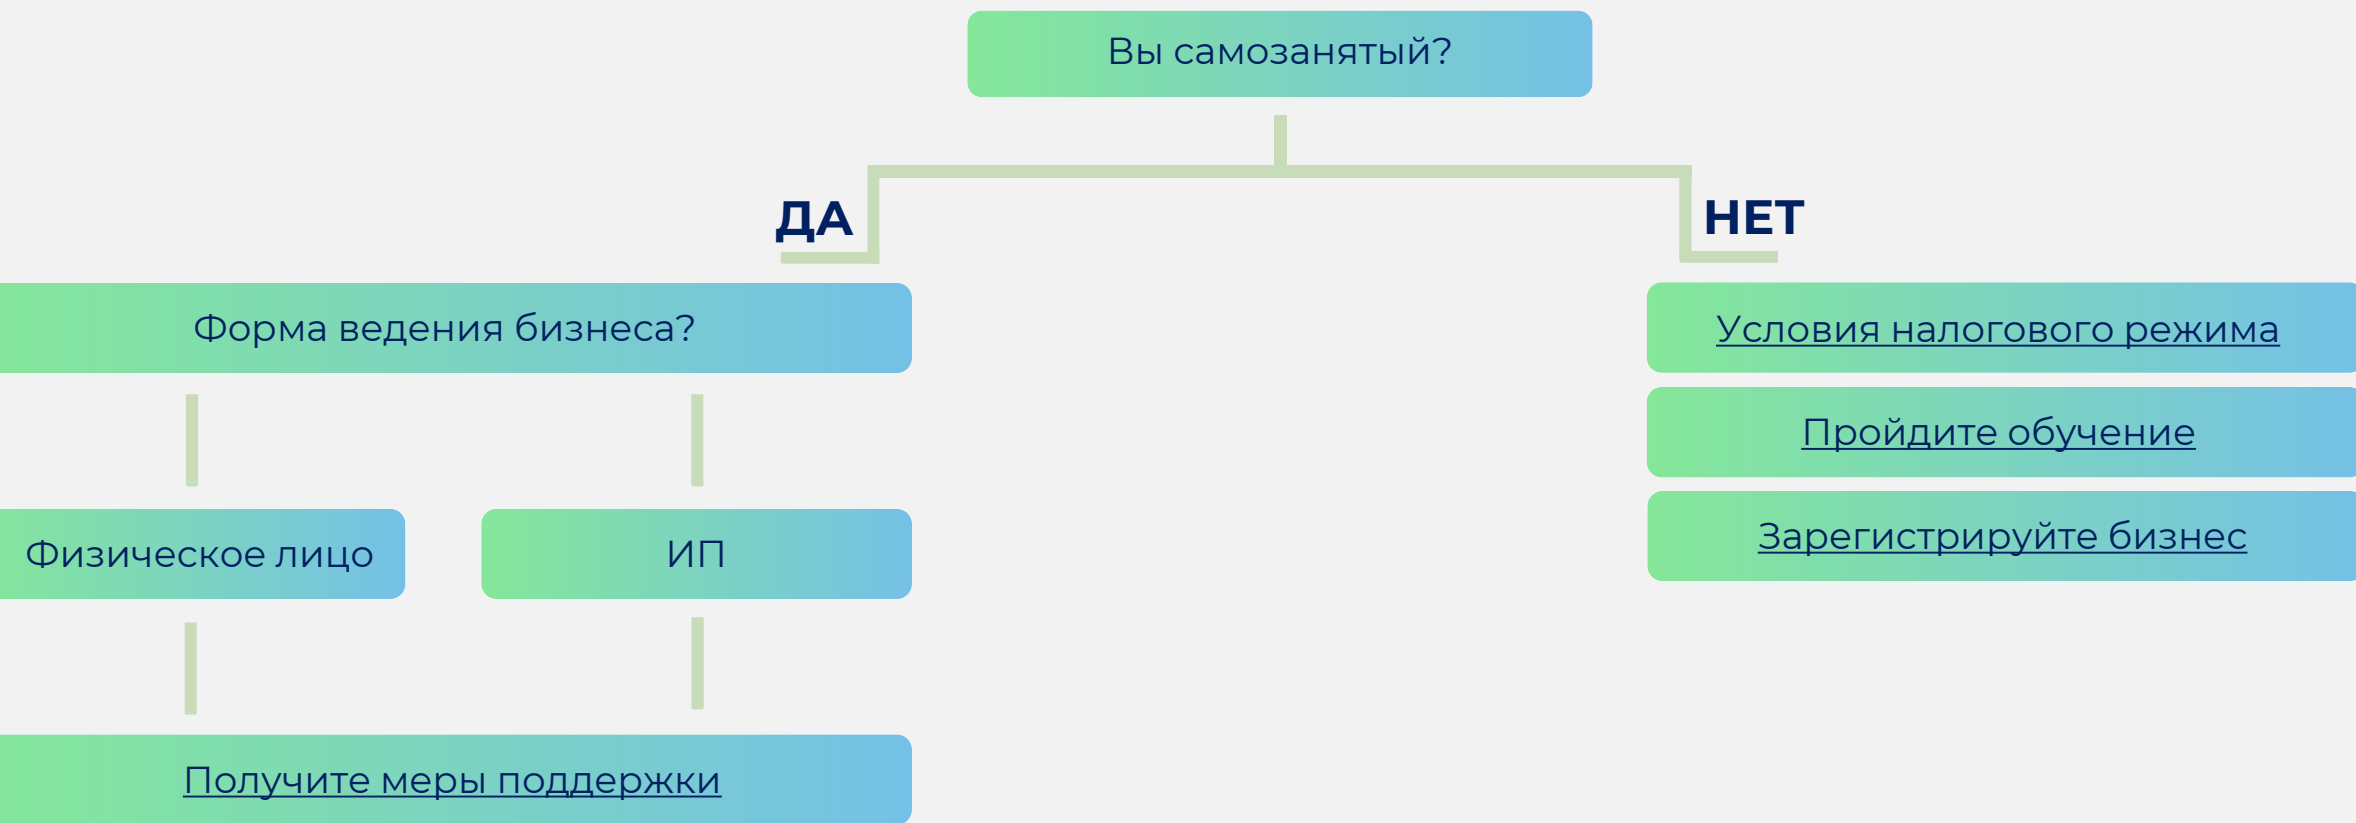 Вы самозанятый?
ДА
НЕТ
Форма ведения бизнеса?
Условия налогового режима
Пройдите обучение
Зарегистрируйте бизнес
Физическое лицо
ИП
Получите меры поддержки